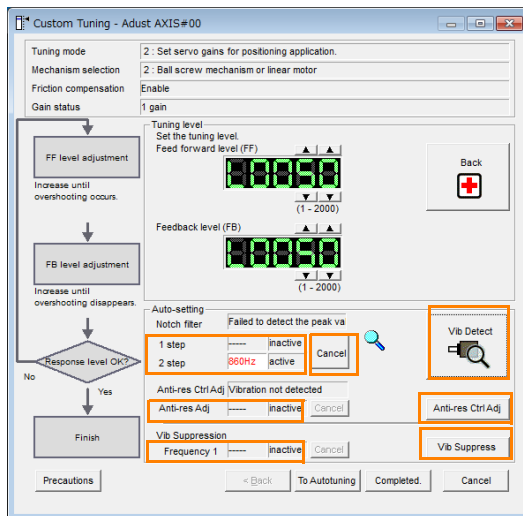 Custom Tuning - Adust AXIS#00
Tuning mode 2 : Set servo gains for positioning application.
Mechanism selection 2 : Ball screw mechanism or linear motor
Friction compensation Enable
Gain status 1 gain
FF level adjustment
Increase until
overshooting occurs.
FB level adjustment
Increase until
overshooting disappears.
Response level OK?
No
Yes
Finish
Tuning level
Set the tuning level.
Feed forward level (FF)
L0050
(1 - 2000)
Feedback level (FB)
L0050
(1 - 2000)
Back
Auto-setting
Notch filter Failed to detect the peak va
1 step ----- inactive
2 step 860Hz active
Cancel
Vib Detect
Anti-res Ctrl Adj Vibration not detected
Anti-res Adj ----- inactive Cancel
Anti-res Ctrl Adj
Vib Suppression
Frequency 1 ----- inactive Cancel
Vib Suppress
Precautions < Back To Autotuning Completed. Cancel